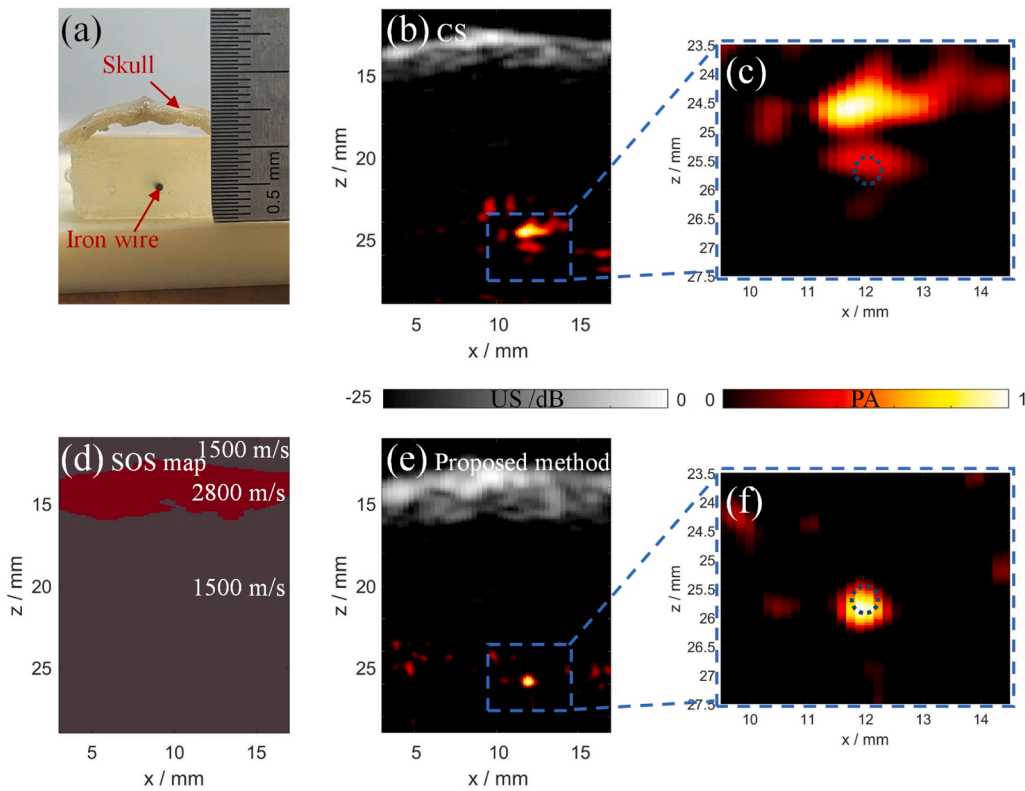 (a)
Skull
Iron wire
0.5 mm
(b) CS
15
20
25
z / mm
5
10
15
x / mm
(c)
23.5
24
24.5
25
25.5
26
26.5
27
27.5
z / mm
10
11
12
13
14
x / mm
-25
US /dB
0
0
PA
1
(d) SOS map
1500 m/s
2800 m/s
1500 m/s
15
20
25
z / mm
5
10
15
x / mm
(e) Proposed method
15
20
25
z / mm
5
10
15
x / mm
(f)
23.5
24
24.5
25
25.5
26
26.5
27
27.5
z / mm
10
11
12
13
14
x / mm